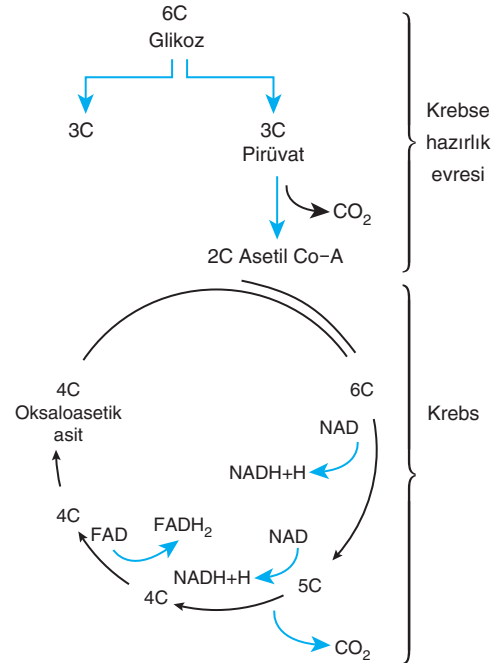 6C
Glikoz
3C
3C
Pirüvat
Krebse
hazırlık
evresi
CO2
2C Asetil Co–A
4C
Oksaloasetik
asit
6C
Krebs
NAD
NADH+H
4C
FAD
FADH2
NAD
NADH+H
5C
4C
CO2